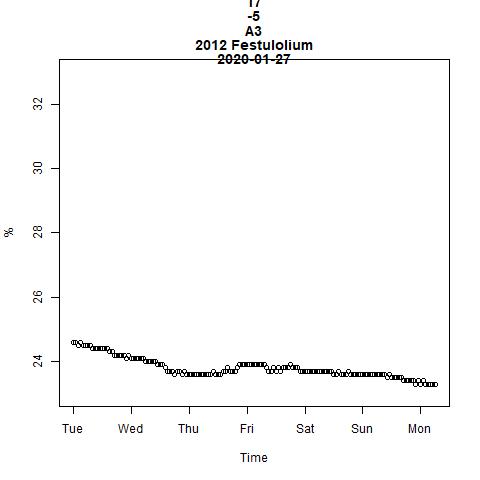 17
-5
A3
2012 Festulolium
2020-01-27
32
30
28
%
26
24
Tue Wed Thu Fri Sat Sun Mon
Time